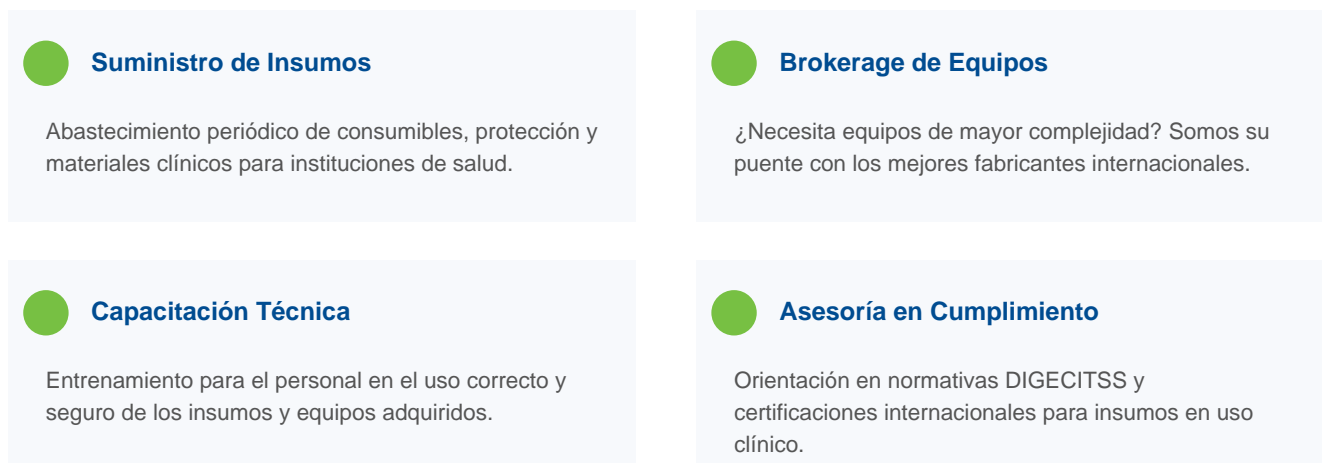 Suministro de Insumos
Abastecimiento periódico de consumibles, protección y
materiales clínicos para instituciones de salud.
Brokerage de Equipos
¿Necesita equipos de mayor complejidad? Somos su
puente con los mejores fabricantes internacionales.
Capacitación Técnica
Entrenamiento para el personal en el uso correcto y
seguro de los insumos y equipos adquiridos.
Asesoría en Cumplimiento
Orientación en normativas DIGECITSS y
certificaciones internacionales para insumos en uso
clínico.